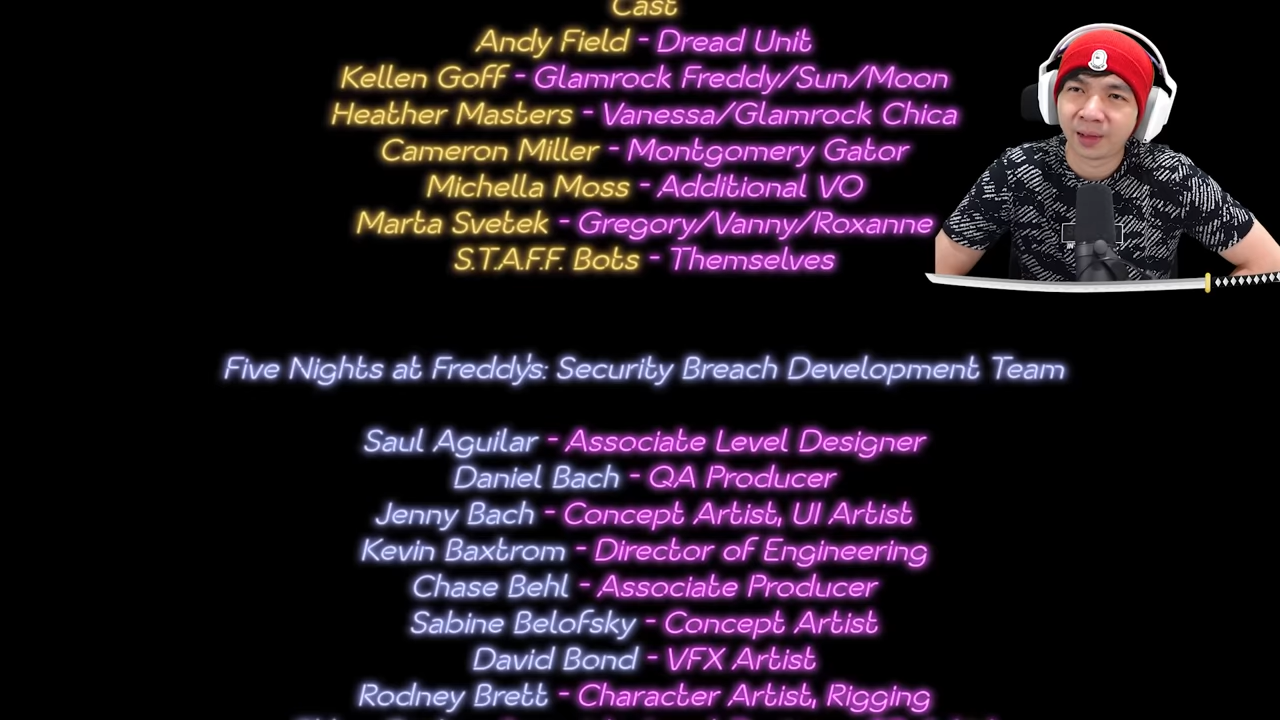 Cast
Andy Field - Dread Unit
Kellen Goff - Glamrock Freddy/Sun/Moon
Heather Masters - Vanessa/Glamrock Chica
Cameron Miller - Montgomery Gator
Michella Moss - Additional VO
Marta Svetek - Gregory/Vanny/Roxanne
S.T.A.F.F. Bots - Themselves
Five Nights at Freddy's: Security Breach Development Team
Saul Aguilar - Associate Level Designer
Daniel Bach - QA Producer
Jenny Bach - Concept Artist, UI Artist
Kevin Baxtrom - Director of Engineering
Chase Behl - Associate Producer
Sabine Belofsky - Concept Artist
David Bond - VFX Artist
Rodney Brett - Character Artist, Rigging